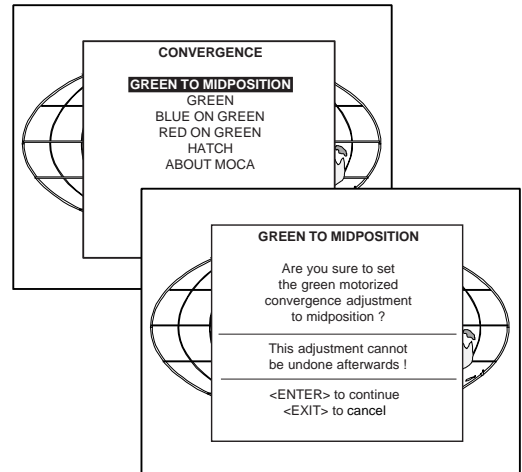 CONVERGENCE
GREEN TO MIDPOSITION
GREEN
BLUE ON GREEN
RED ON GREEN
HATCH
ABOUT MOCA
GREEN TO MIDPOSITION
Are you sure to set
the green motorized
convergence adjustment
to midposition ?
This adjustment cannot
be undone afterwards !
<ENTER> to continue
<EXIT> to cancel